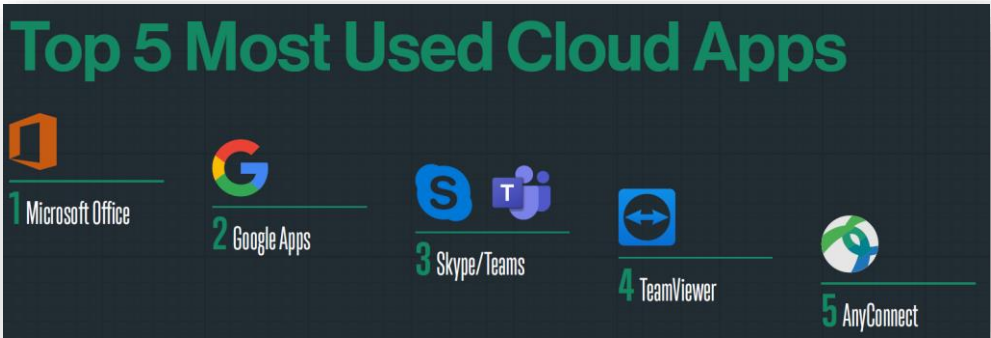 Top 5 Most Used Cloud Apps
1 Microsoft Office
2 Google Apps
3 Skype/Teams
4 TeamViewer
5 AnyConnect